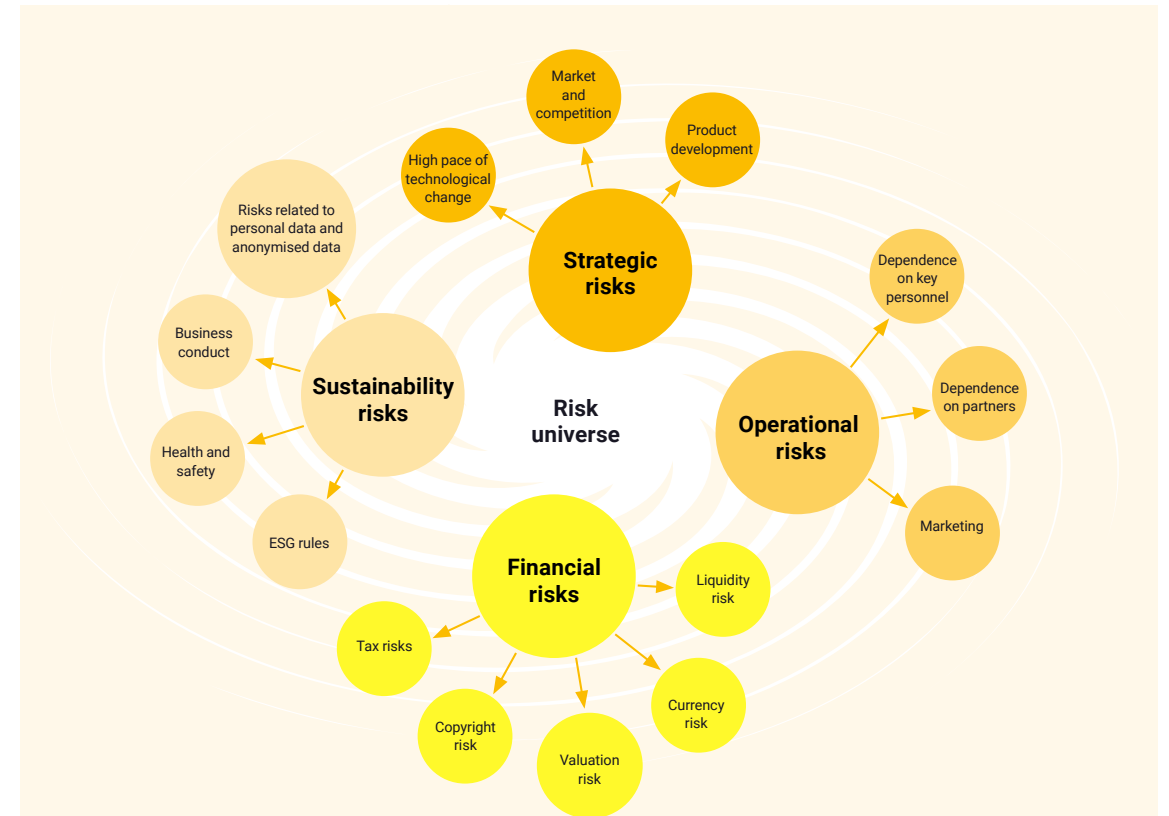 Market
and
competition
Product
development
High pace of
technological
change
Strategic
risks
Risks related to
personal data and
anonymised data
Business
conduct
Health and
safety
ESG rules
Sustainability
risks
Risk
universe
Dependence
on key
personnel
Dependence
on partners
Marketing
Operational
risks
Financial
risks
Liquidity
risk
Tax risks
Copyright
risk
Valuation
risk
Currency
risk